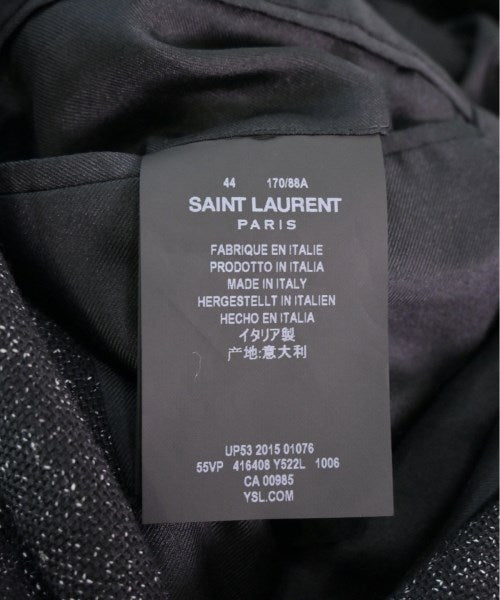 44 170/88A
SAINT LAURENT
PARIS
FABRIQUE EN ITALIE
PRODOTTO IN ITALIA
MADE IN ITALY
HERGESTELLT IN ITALIEN
HECHO EN ITALIA
イタリア製
产地:意大利
UP53 2015 01076
55VP 416408 Y522L 1006
CA 00985
YSL.COM